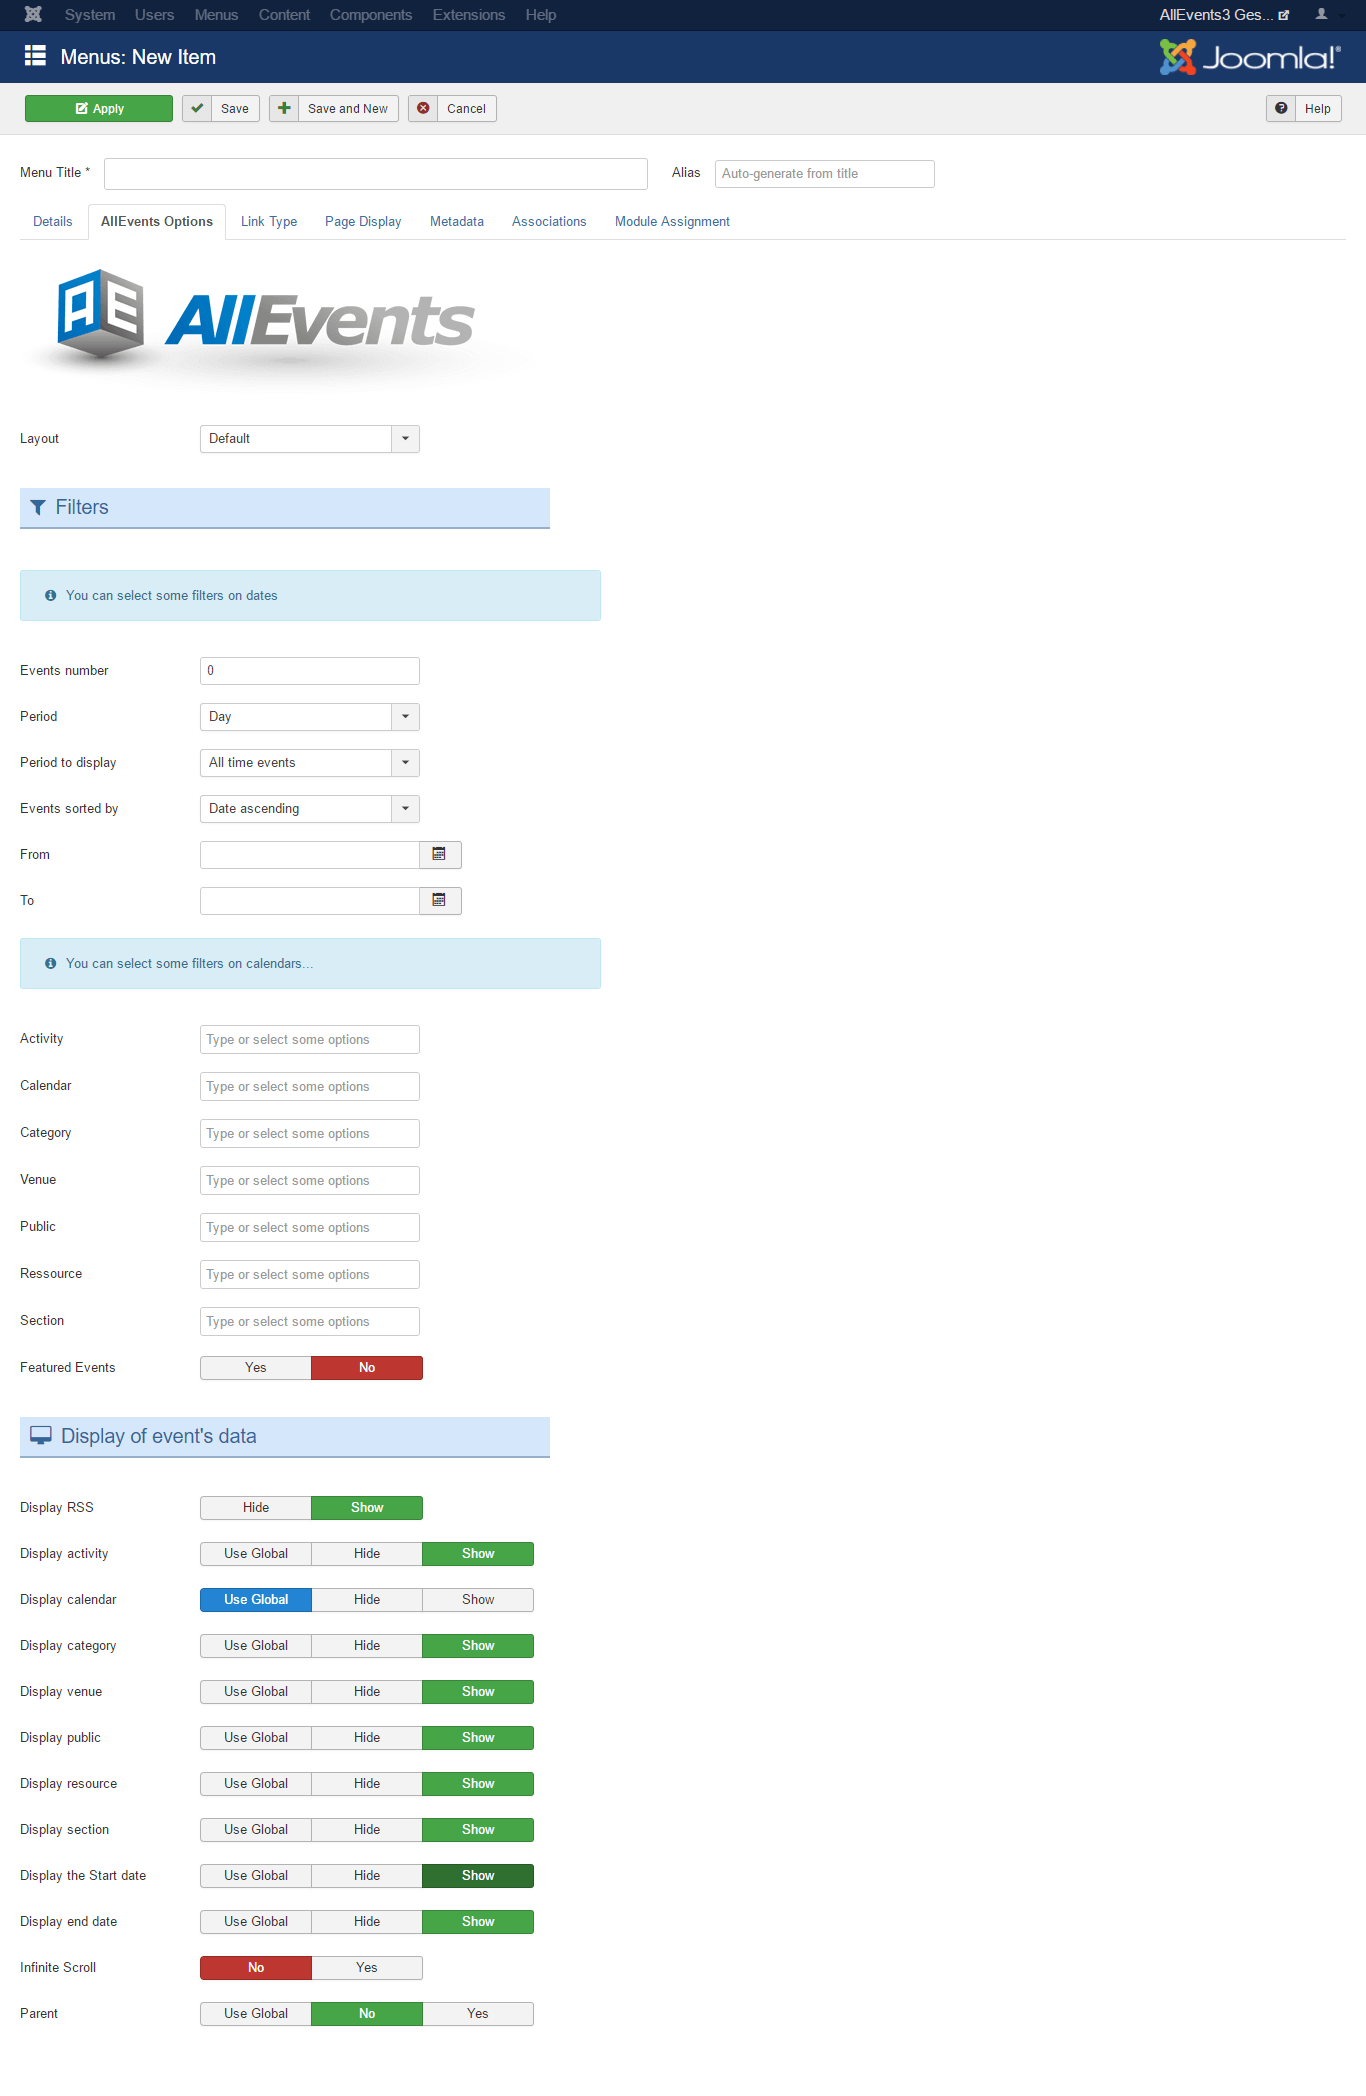 System Users Menus Content Components Extensions Help AllEvents3 Ges...
Menus: New Item Joomla!®
Apply Save Save and New Cancel Help
Menu Title * Alias Auto-generate from title
Details AllEvents Options Link Type Page Display Metadata Associations Module Assignment
AE AllEvents
Layout Default
Filters
You can select some filters on dates
Events number 0
Period Day
Period to display All time events
Events sorted by Date ascending
From
To
You can select some filters on calendars...
Activity Type or select some options
Calendar Type or select some options
Category Type or select some options
Venue Type or select some options
Public Type or select some options
Ressource Type or select some options
Section Type or select some options
Featured Events Yes No
Display of event's data
Display RSS Hide Show
Display activity Use Global Hide Show
Display calendar Use Global Hide Show
Display category Use Global Hide Show
Display venue Use Global Hide Show
Display public Use Global Hide Show
Display resource Use Global Hide Show
Display section Use Global Hide Show
Display the Start date Use Global Hide Show
Display end date Use Global Hide Show
Infinite Scroll No Yes
Parent Use Global No Yes